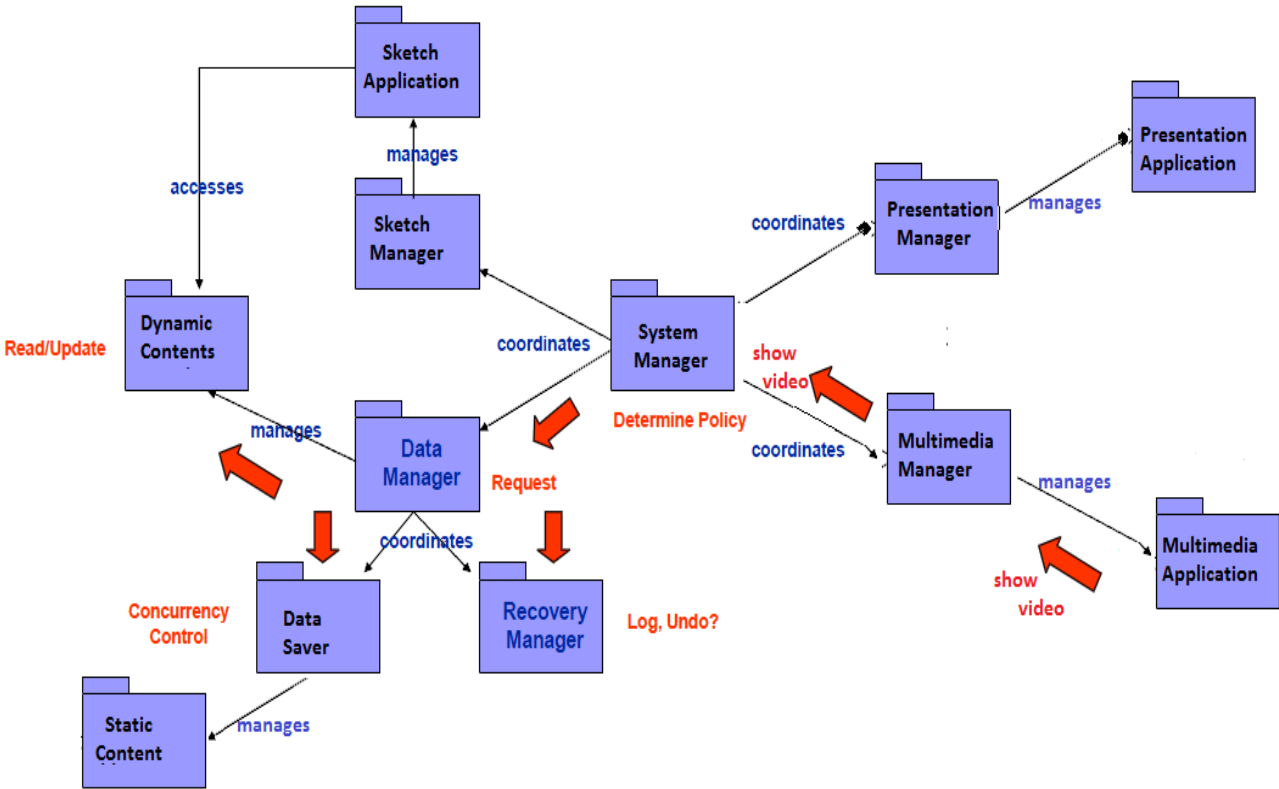 Sketch
Application
manages
Presentation
Application
accesses
Sketch
Manager
coordinates
Presentation
Manager
manages
Dynamic
Contents
Read/Update
coordinates
System
Manager
show
video
Determine Policy
manages
Data
Manager
Request
coordinates
Multimedia
Manager
manages
coordinates
Multimedia
Application
show
video
Concurrency
Control
Data
Saver
Recovery
Manager
Log, Undo?
Static
Content
manages